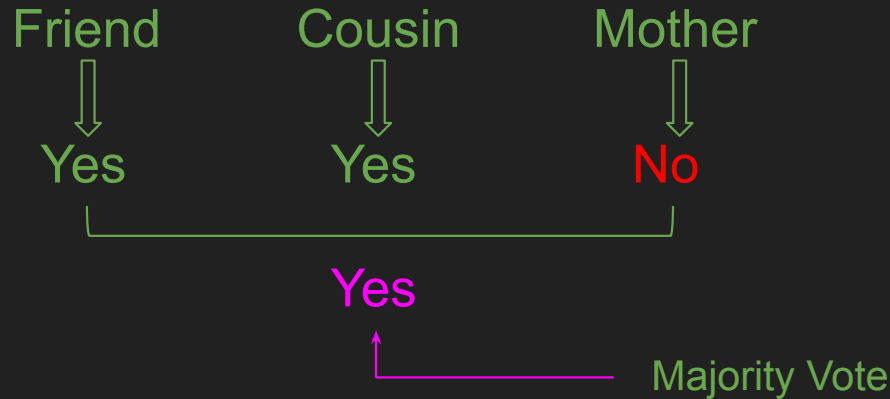 Friend Cousin Mother
Yes Yes No
Yes
Majority Vote